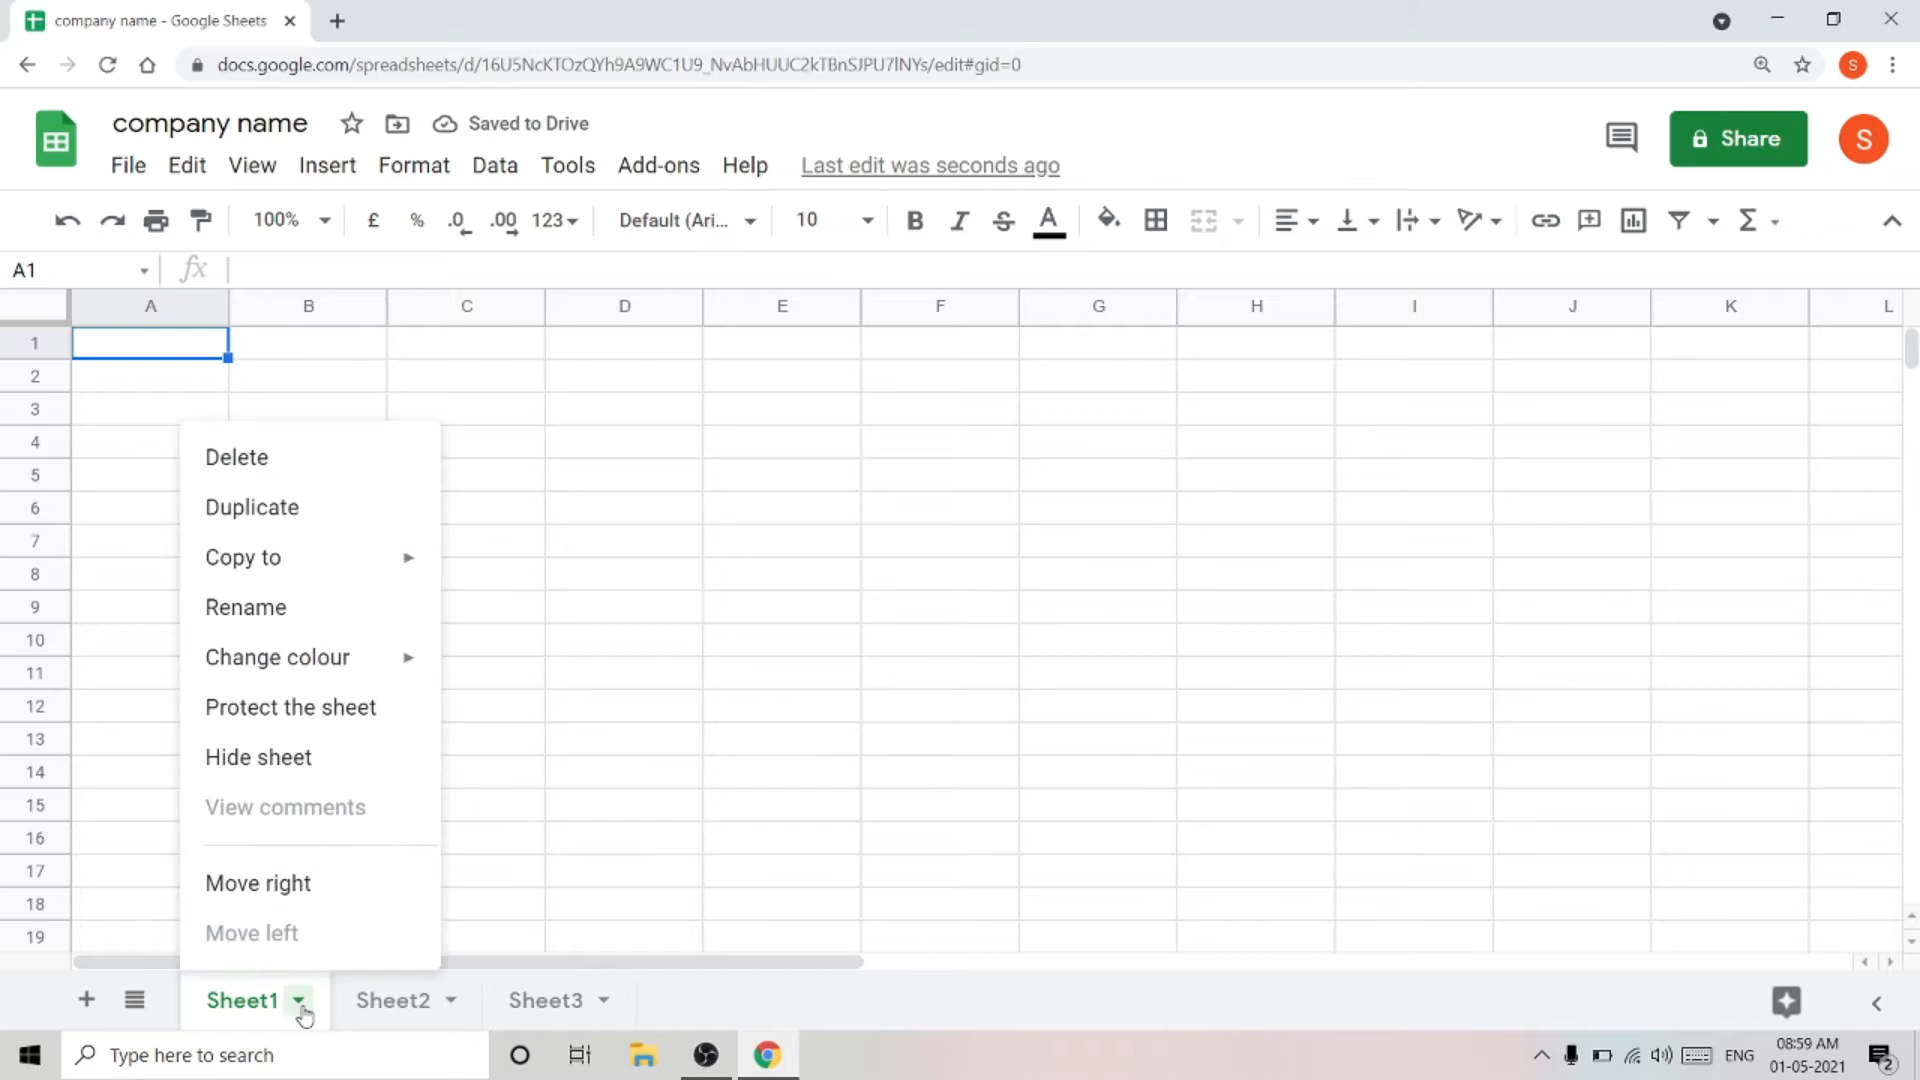 company name - Google Sheets
docs.google.com/spreadsheets/d/16U5NcKTOzQYh9A9WC1U9_NvAbHUUC2kTBnSJPU7lNYs/edit#gid=0
S
company name
Saved to Drive
Share
S
File Edit View Insert Format Data Tools Add-ons Help Last edit was seconds ago
100% £ % .0 .00 123 Default (Ari... 10 B I S A Σ
A1 fx
A B C D E F G H I J K L
1
2
3
4
5
6
7
8
9
10
11
12
13
14
15
16
17
18
19
Delete
Duplicate
Copy to
Rename
Change colour
Protect the sheet
Hide sheet
View comments
Move right
Move left
Sheet1 Sheet2 Sheet3
Type here to search
ENG
08:59 AM
01-05-2021
2